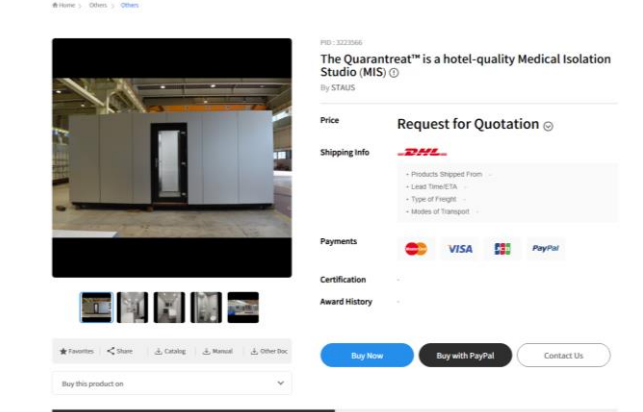 Home > Others > Others
PID : 3223566
The Quarantreat™ is a hotel-quality Medical Isolation
Studio (MIS)
By STAUS
Price
Request for Quotation
Shipping Info
DHL
• Products Shipped From -
• Lead Time/ETA -
• Type of Freight -
• Modes of Transport -
Payments
MasterCard VISA JCB PayPal
Certification -
Award History -
Favorites Share Catalog Manual Other Doc
Buy Now Buy with PayPal Contact Us
Buy this product on